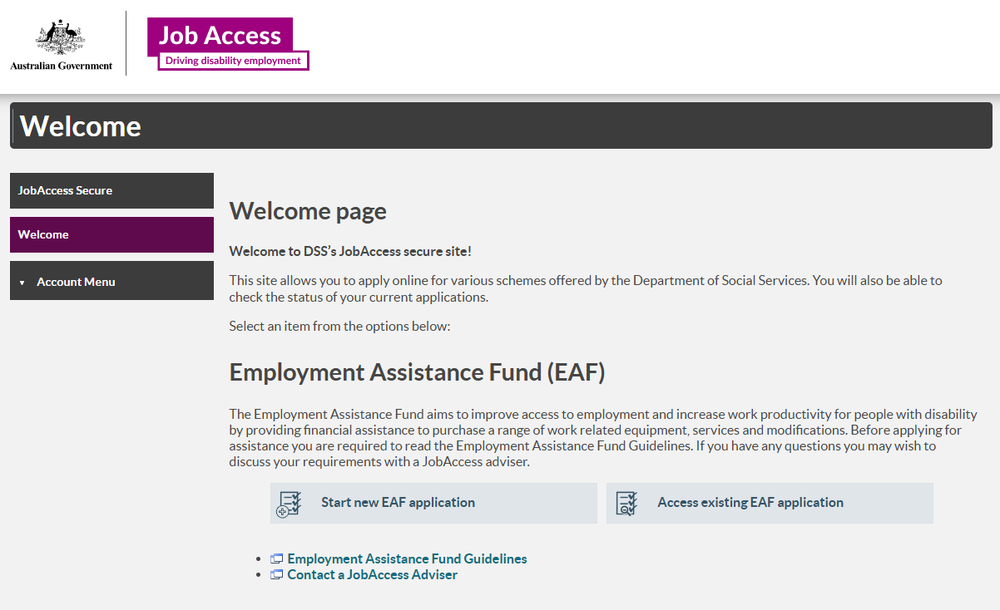 Australian Government
Job Access
Driving disability employment
Welcome
JobAccess Secure
Welcome
Account Menu
Welcome page
Welcome to DSS’s JobAccess secure site!
This site allows you to apply online for various schemes offered by the Department of Social Services. You will also be able to
check the status of your current applications.
Select an item from the options below:
Employment Assistance Fund (EAF)
The Employment Assistance Fund aims to improve access to employment and increase work productivity for people with disability
by providing financial assistance to purchase a range of work related equipment, services and modifications. Before applying for
assistance you are required to read the Employment Assistance Fund Guidelines. If you have any questions you may wish to
discuss your requirements with a JobAccess adviser.
Start new EAF application
Access existing EAF application
Employment Assistance Fund Guidelines
Contact a JobAccess Adviser